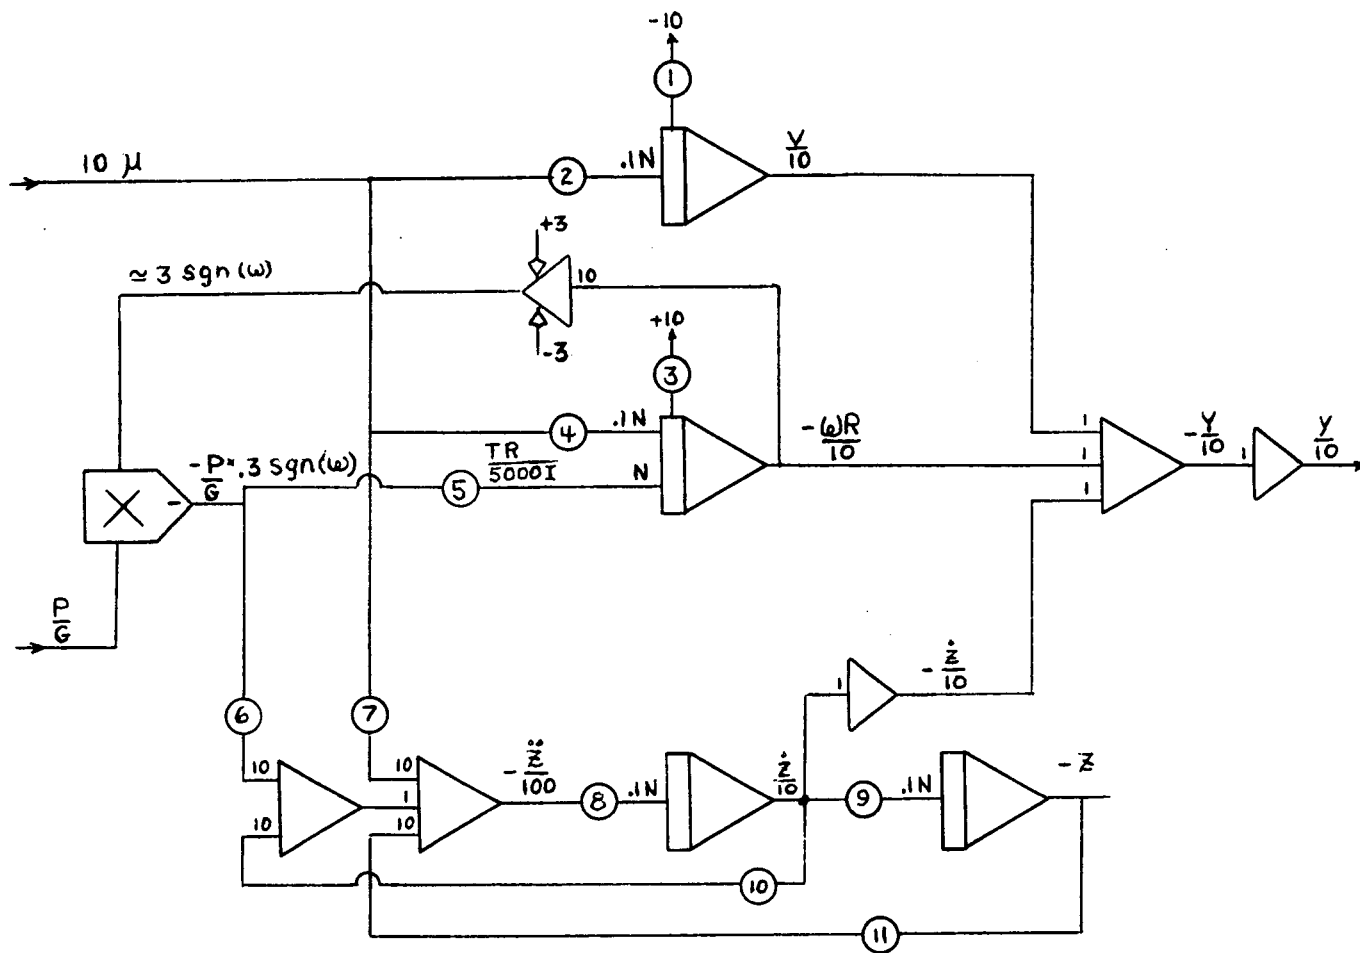 -10
1
10 μ
2
.1N
V/10
+3
≃ 3 sgn(ω)
10
-3
+10
3
4
.1N
-ωR/10
1
-P/G * .3 sgn(ω)
TR/5000I
5
N
1
-Y/10
1
Y/10
1
P/G
-ż/10
1
6
7
10
10
-z̈/100
8
.1N
ż/10
9
.1N
-z
1
10
10
10
11